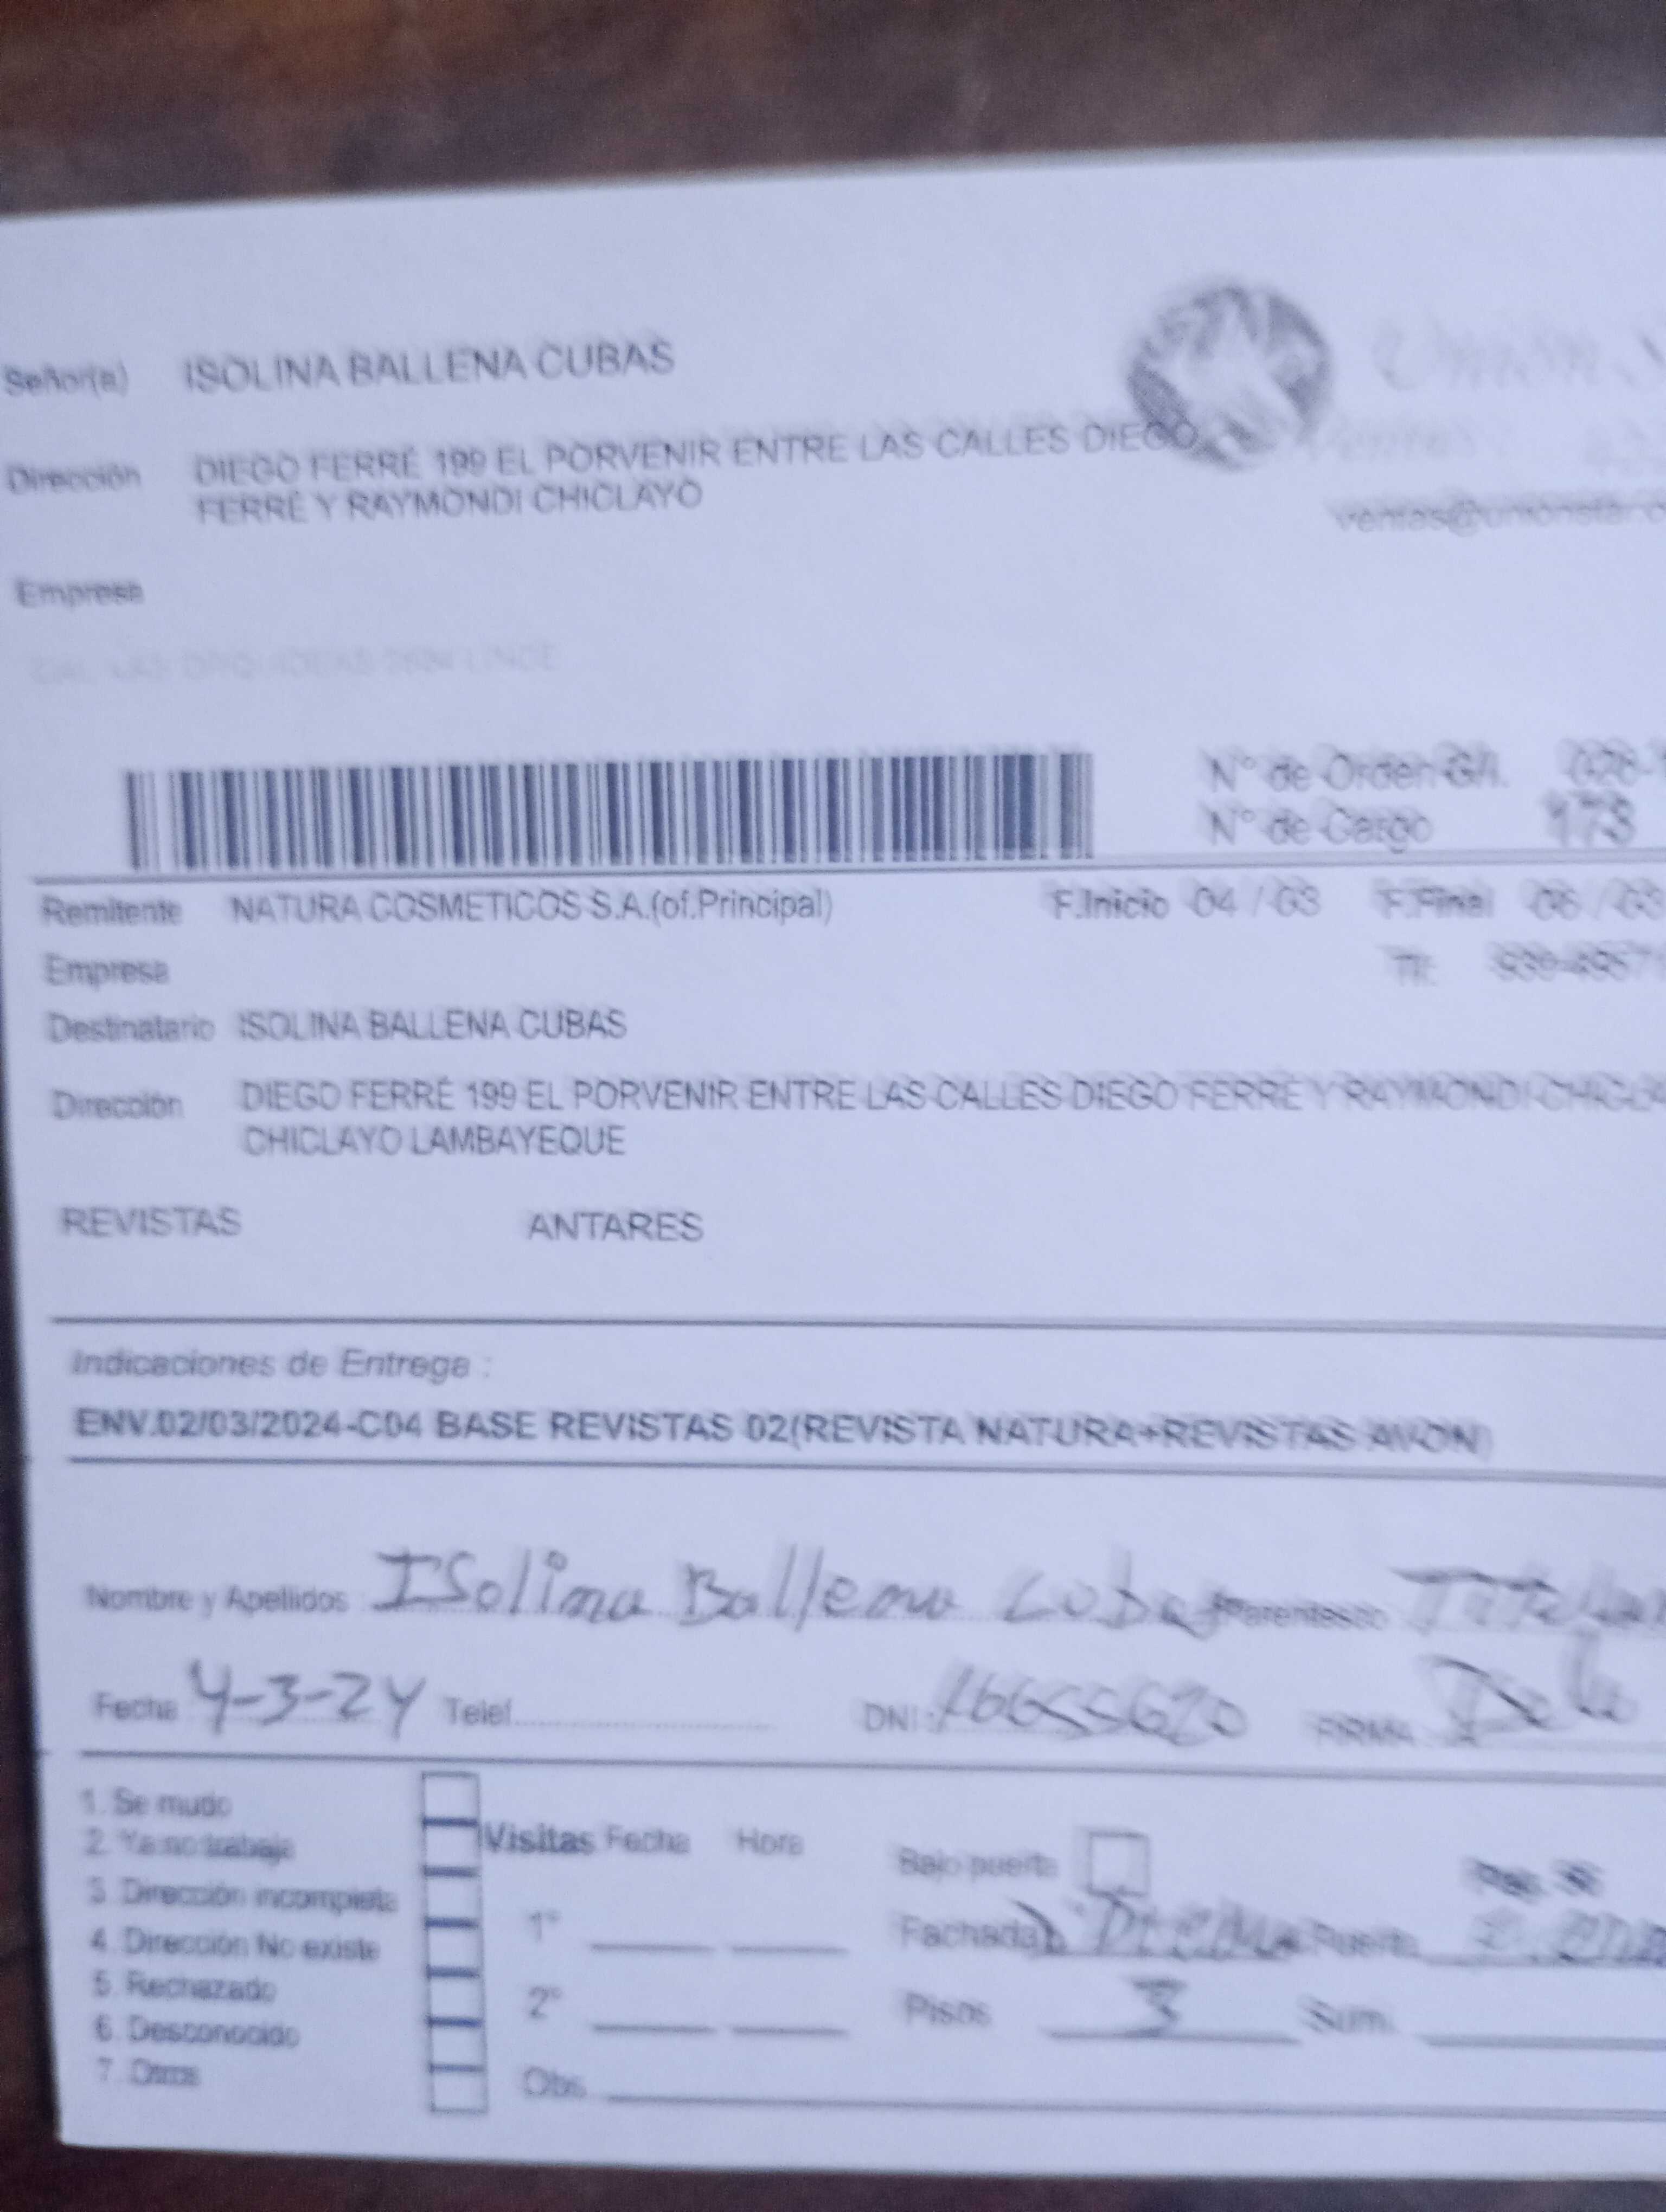 Señor(a) ISOLINA BALLENA CUBAS
Dirección DIEGO FERRÉ 199 EL PORVENIR ENTRE LAS CALLES DIEGO
FERRÉ Y RAYMONDI CHICLAYO
Empresa
N° de Orden G/I.
N° de Cargo 173
Remitente NATURA COSMETICOS S.A.(of.Principal) F.Inicio 04 / 03 F.Final 06 / 03
Empresa
Destinatario ISOLINA BALLENA CUBAS
Dirección DIEGO FERRÉ 199 EL PORVENIR ENTRE LAS CALLES DIEGO FERRÉ Y RAYMONDI
CHICLAYO LAMBAYEQUE
REVISTAS ANTARES
Indicaciones de Entrega :
ENV.02/03/2024-C04 BASE REVISTAS 02(REVISTA NATURA+REVISTAS AVON)
Nombre y Apellidos ISolina Ballena Cubas Parentesco
Fecha 4-3-24 Telef. DNI: FIRMA
1. Se mudo
2. Ya no trabaja
Visitas Fecha Hora
Bajo puerta
3. Dirección incompleta
1°
Fachada Puerta
4. Dirección No existe
5. Rechazado
2°
Pisos 3 Sum.
6. Desconocido
7. Otros
Obs.